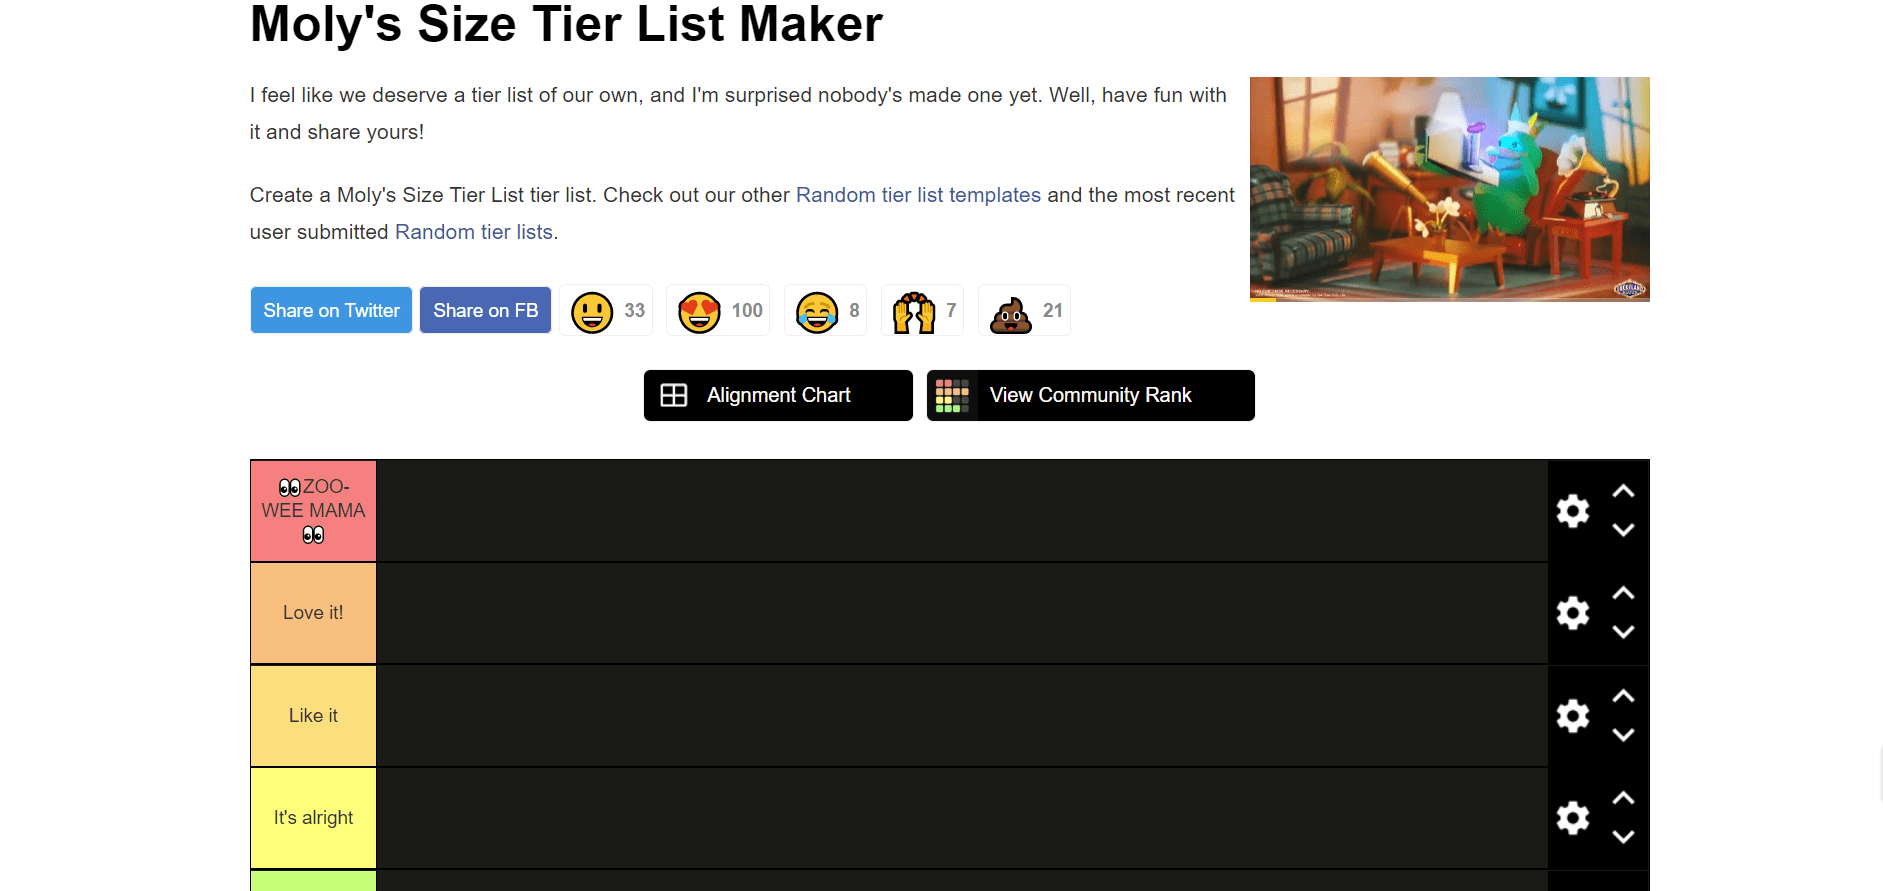 Moly's Size Tier List Maker
I feel like we deserve a tier list of our own, and I'm surprised nobody's made one yet. Well, have fun with
it and share yours!
Create a Moly's Size Tier List tier list. Check out our other Random tier list templates and the most recent
user submitted Random tier lists.
Share on Twitter
Share on FB
33
100
8
7
21
Alignment Chart
View Community Rank
👀ZOO-
WEE MAMA
👀
Love it!
Like it
It's alright